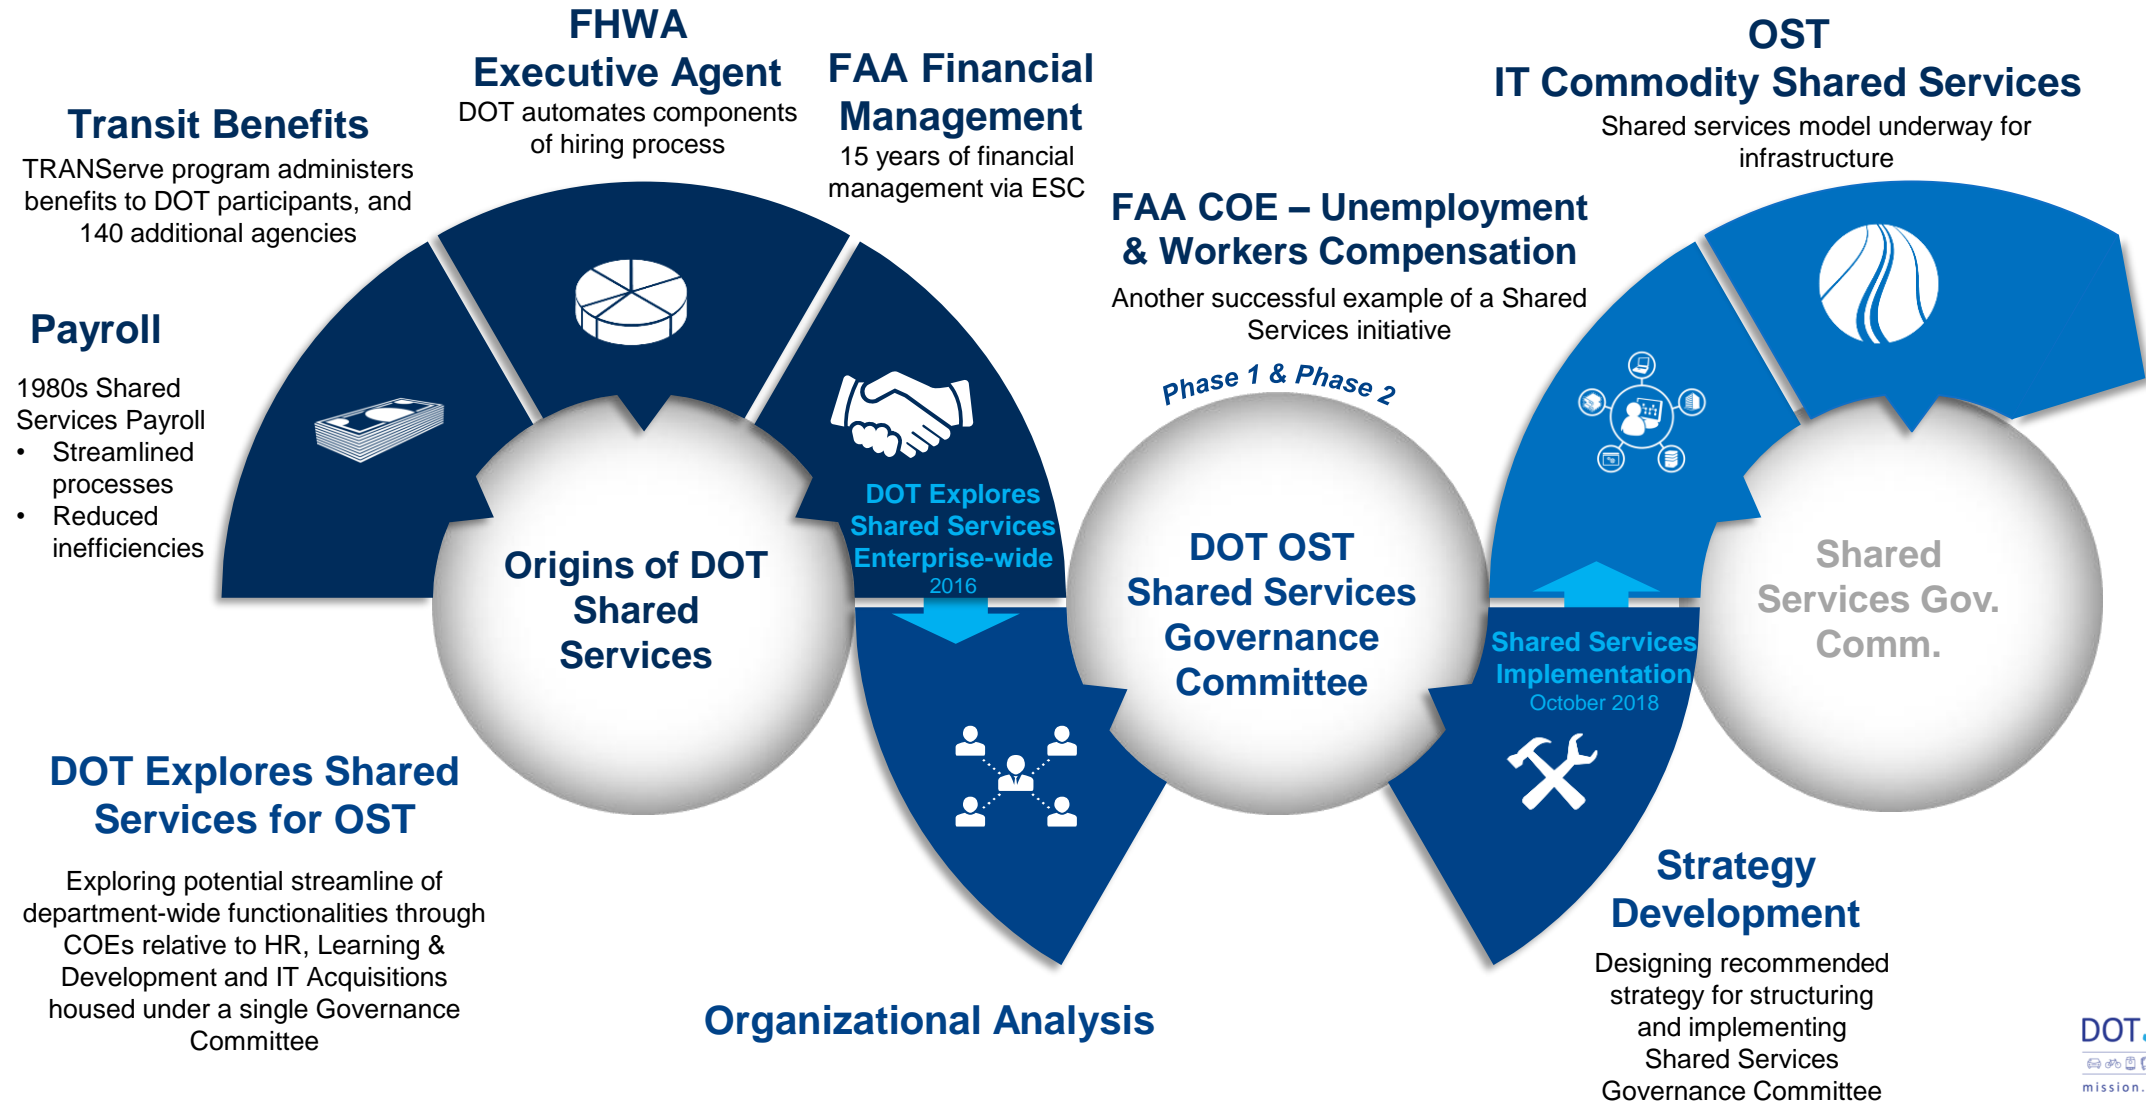 FHWA
Executive Agent
DOT automates components
of hiring process
FAA Financial
Management
15 years of financial
management via ESC
OST
IT Commodity Shared Services
Shared services model underway for
infrastructure
Transit Benefits
TRANServe program administers
benefits to DOT participants, and
140 additional agencies
FAA COE – Unemployment
& Workers Compensation
Another successful example of a Shared
Services initiative
Payroll
1980s Shared
Services Payroll
• Streamlined
processes
• Reduced
inefficiencies
Phase 1 & Phase 2
DOT Explores
Shared Services
Enterprise-wide
2016
Origins of DOT
Shared
Services
DOT OST
Shared Services
Governance
Committee
Shared Services
Implementation
October 2018
Shared
Services Gov.
Comm.
DOT Explores Shared
Services for OST
Exploring potential streamline of
department-wide functionalities through
COEs relative to HR, Learning &
Development and IT Acquisitions
housed under a single Governance
Committee
Organizational Analysis
Strategy
Development
Designing recommended
strategy for structuring
and implementing
Shared Services
Governance Committee
DOT
mission.